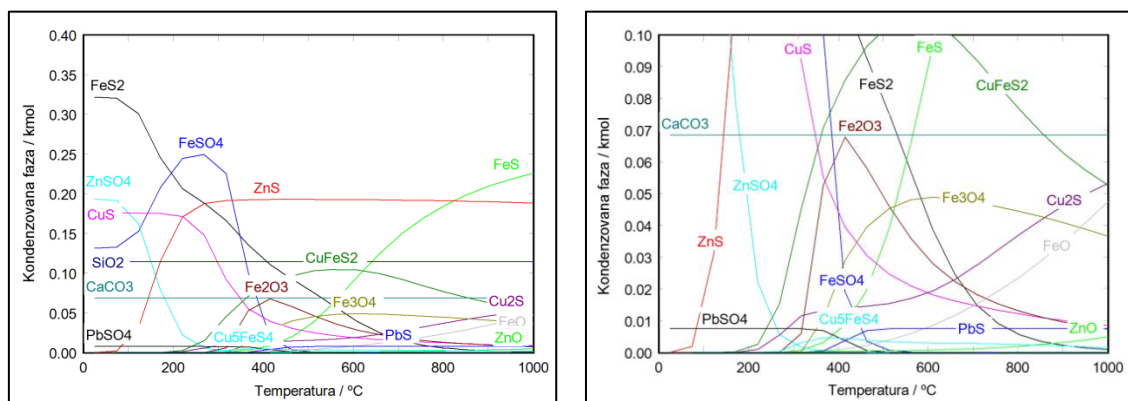 0.40
0.35
0.30
0.25
0.20
0.15
0.10
0.05
0.00
Kondenzovana faza / kmol
FeS2
FeSO4
ZnSO4
ZnS
CuS
FeS
SiO2
CuFeS2
CaCO3
Fe2O3
Fe3O4
Cu2S
FeO
PbSO4
Cu5FeS4
PbS
ZnO
0 200 400 600 800 1000
Temperatura / ºC
0.10
0.09
0.08
0.07
0.06
0.05
0.04
0.03
0.02
0.01
0.00
Kondenzovana faza / kmol
CuS
FeS
FeS2
CuFeS2
CaCO3
Fe2O3
ZnSO4
Fe3O4
Cu2S
ZnS
FeO
FeSO4
PbSO4
Cu5FeS4
PbS
ZnO
0 200 400 600 800 1000
Temperatura / ºC